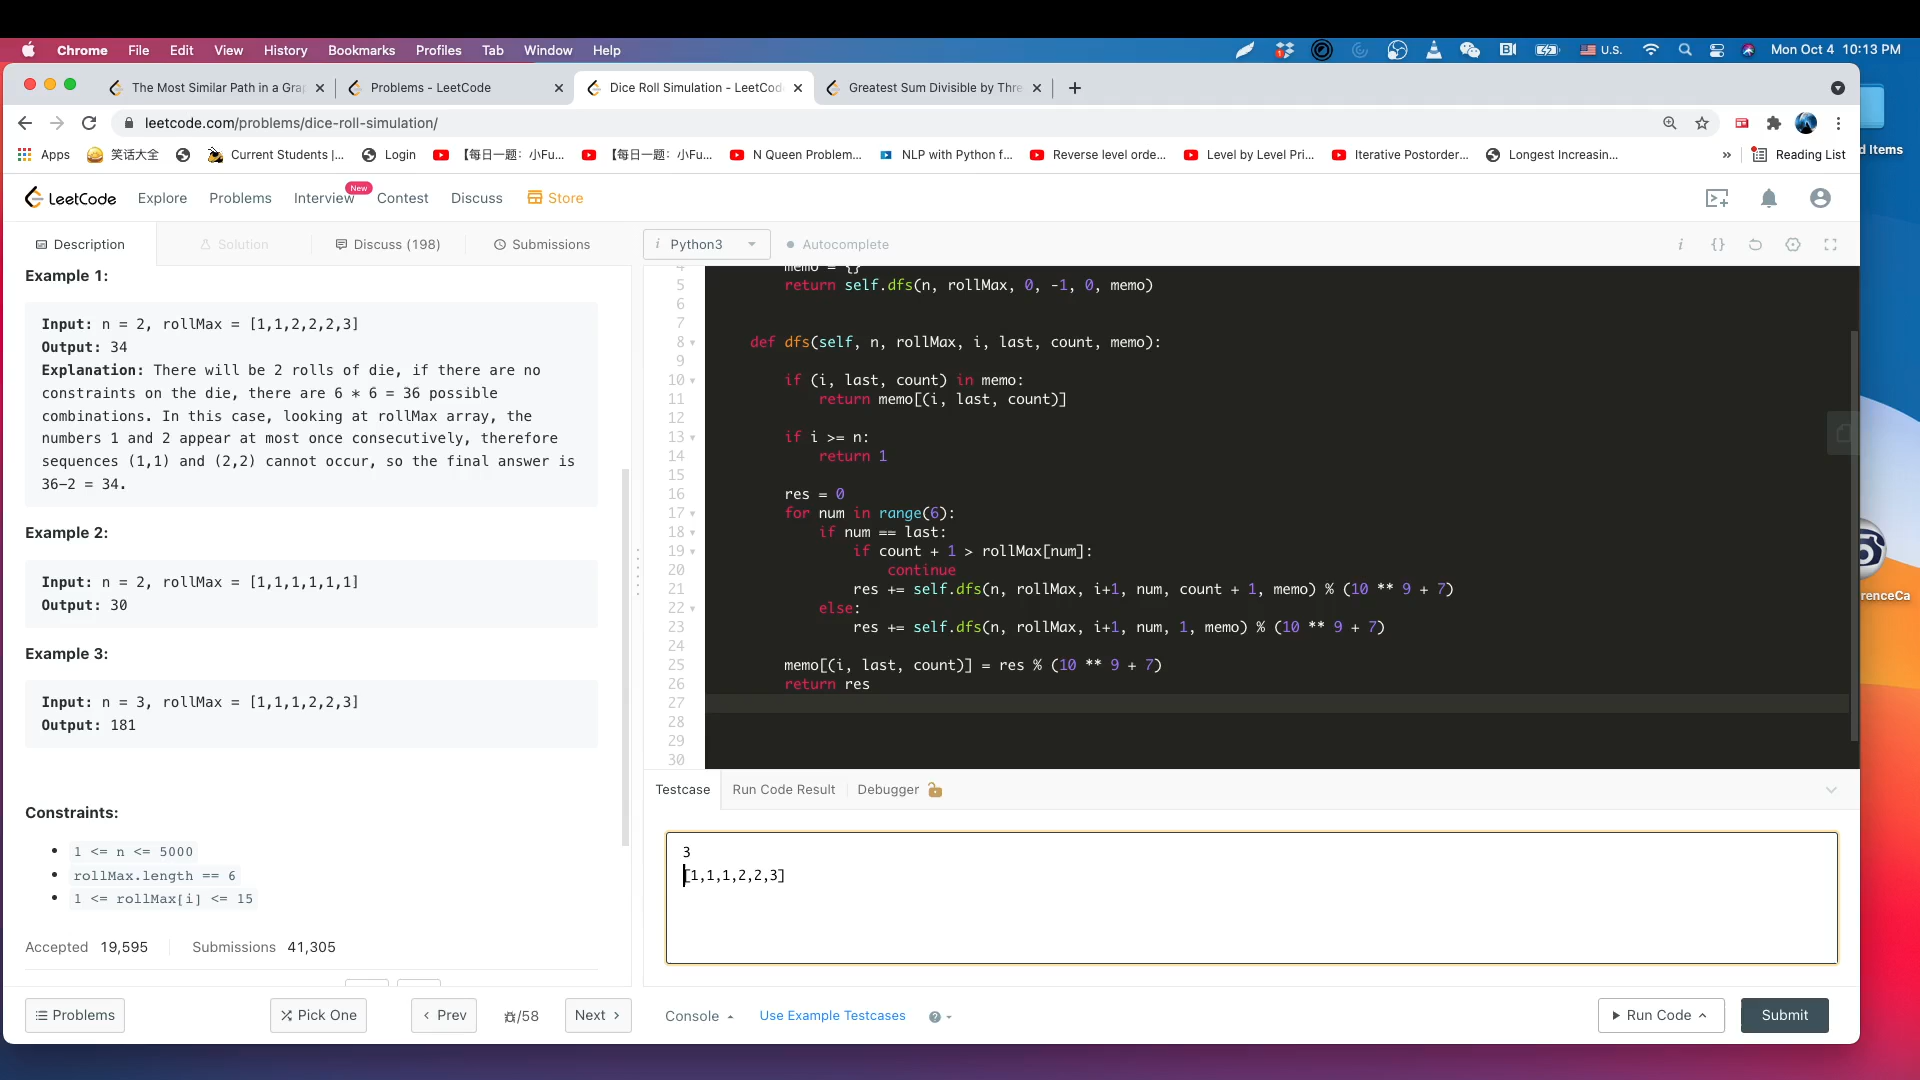 Chrome File Edit View History Bookmarks Profiles Tab Window Help U.S. Mon Oct 4 10:13 PM
The Most Similar Path in a Gra Problems - LeetCode Dice Roll Simulation - LeetCod Greatest Sum Divisible by Thre
leetcode.com/problems/dice-roll-simulation/
Apps 笑话大全 Current Students |... Login 【每日一题：小Fu... 【每日一题：小Fu... N Queen Problem... NLP with Python f... Reverse level orde... Level by Level Pri... Iterative Postorder... Longest Increasin... » Reading List
d Items
LeetCode Explore Problems Interview New Contest Discuss Store
Description Solution Discuss (198) Submissions
i Python3 Autocomplete i {}
Example 1:
Input: n = 2, rollMax = [1,1,2,2,2,3]
Output: 34
Explanation: There will be 2 rolls of die, if there are no
constraints on the die, there are 6 * 6 = 36 possible
combinations. In this case, looking at rollMax array, the
numbers 1 and 2 appear at most once consecutively, therefore
sequences (1,1) and (2,2) cannot occur, so the final answer is
36-2 = 34.
Example 2:
Input: n = 2, rollMax = [1,1,1,1,1,1]
Output: 30
Example 3:
Input: n = 3, rollMax = [1,1,1,2,2,3]
Output: 181
Constraints:
1 <= n <= 5000
rollMax.length == 6
1 <= rollMax[i] <= 15
Accepted 19,595 Submissions 41,305
Problems Pick One Prev /58 Next
4 memo = {}
5 return self.dfs(n, rollMax, 0, -1, 0, memo)
6
7
8 def dfs(self, n, rollMax, i, last, count, memo):
9
10 if (i, last, count) in memo:
11 return memo[(i, last, count)]
12
13 if i >= n:
14 return 1
15
16 res = 0
17 for num in range(6):
18 if num == last:
19 if count + 1 > rollMax[num]:
20 continue
21 res += self.dfs(n, rollMax, i+1, num, count + 1, memo) % (10 ** 9 + 7)
22 else:
23 res += self.dfs(n, rollMax, i+1, num, 1, memo) % (10 ** 9 + 7)
24
25 memo[(i, last, count)] = res % (10 ** 9 + 7)
26 return res
27
28
29
30
Testcase Run Code Result Debugger
3
[1,1,1,2,2,3]
Console Use Example Testcases Run Code Submit
renceCa